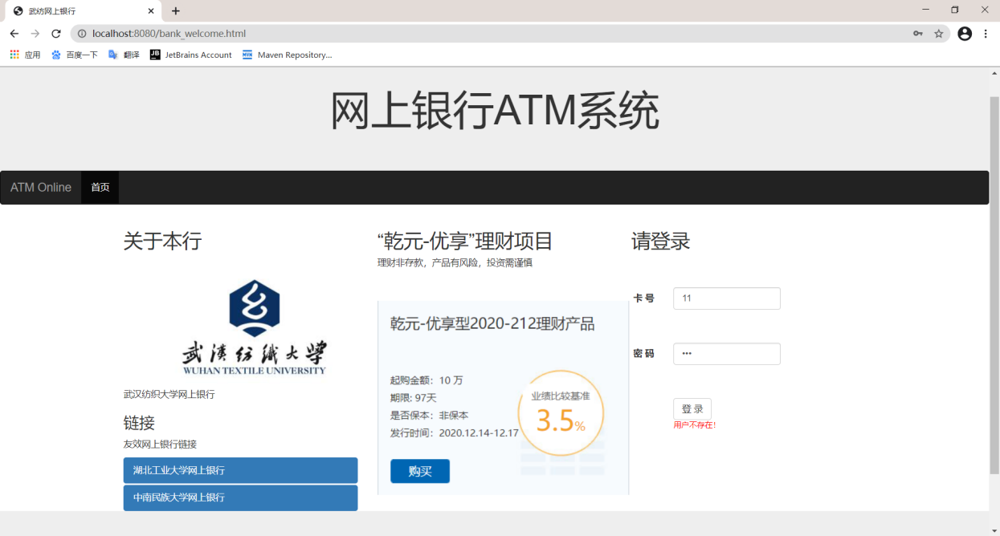 武纺网上银行
localhost:8080/bank_welcome.html
应用 百度一下 翻译 JetBrains Account Maven Repository...
网上银行ATM系统
ATM Online 首页
关于本行
武汉纺织大学
WUHAN TEXTILE UNIVERSITY
武汉纺织大学网上银行
链接
友效网上银行链接
湖北工业大学网上银行
中南民族大学网上银行
“乾元-优享”理财项目
理财非存款，产品有风险，投资需谨慎
乾元-优享型2020-212理财产品
起购金额：10 万
期限: 97天
是否保本：非保本
发行时间：2020.12.14-12.17
业绩比较基准
3.5%
购买
请登录
卡 号 11
密 码 •••
登 录
用户不存在!